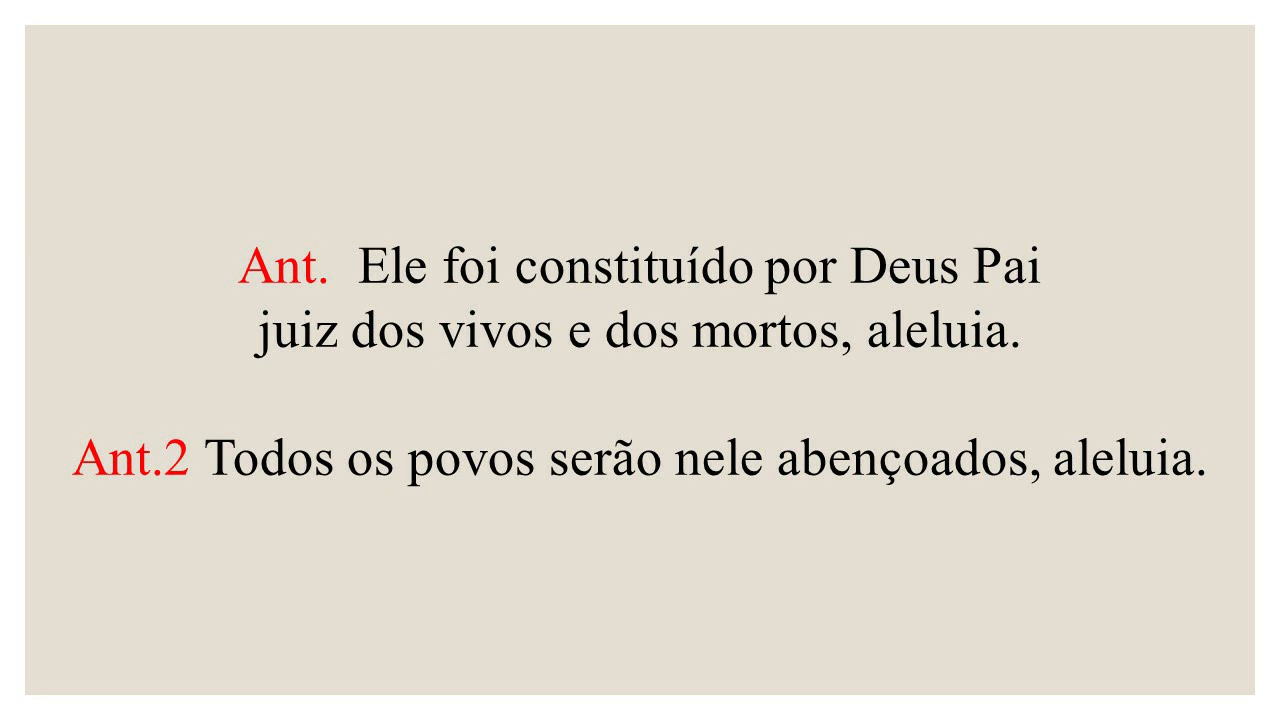 Ant.  Ele foi constituído por Deus Pai
juiz dos vivos e dos mortos, aleluia.
Ant.2 Todos os povos serão nele abençoados, aleluia.